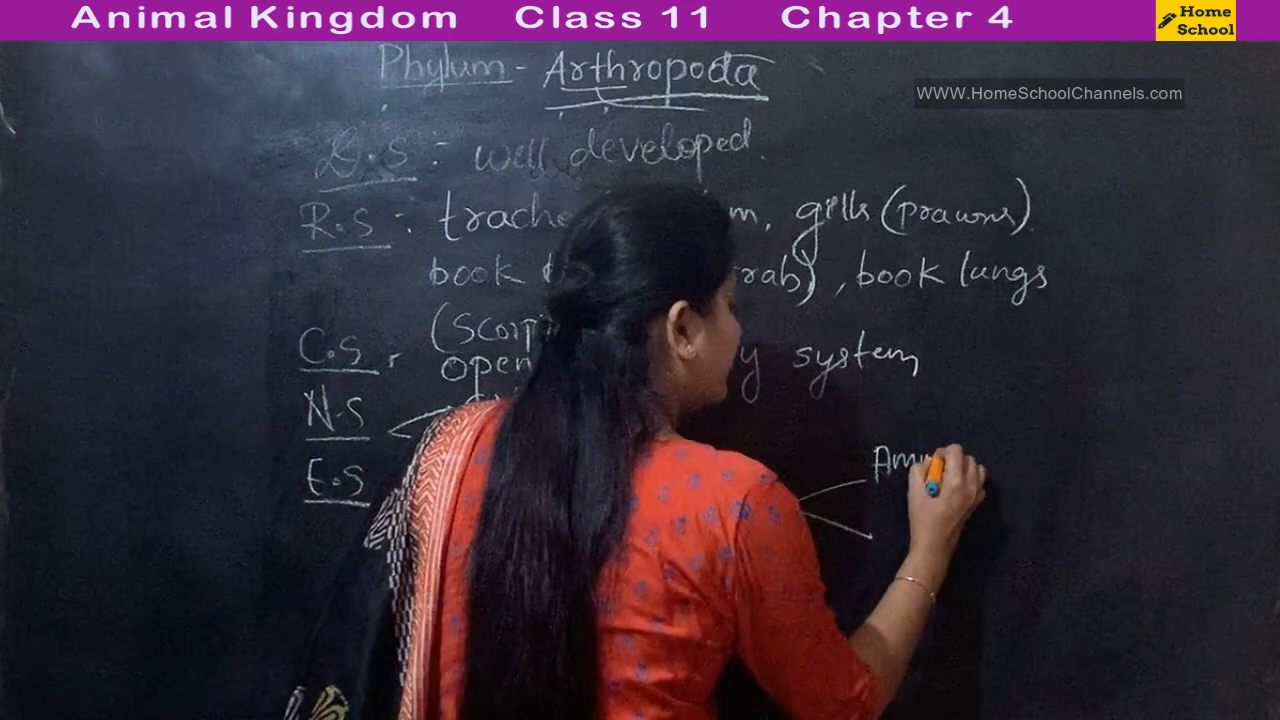 Animal Kingdom Class 11 Chapter 4
Home School
WWW.HomeSchoolChannels.com
Phylum - Arthropoda
D.S : well developed.
R.S : trache m, gills (prawns).
book rab), book lungs
(Scorp
C.S , open y system
N.S
E.S
Am